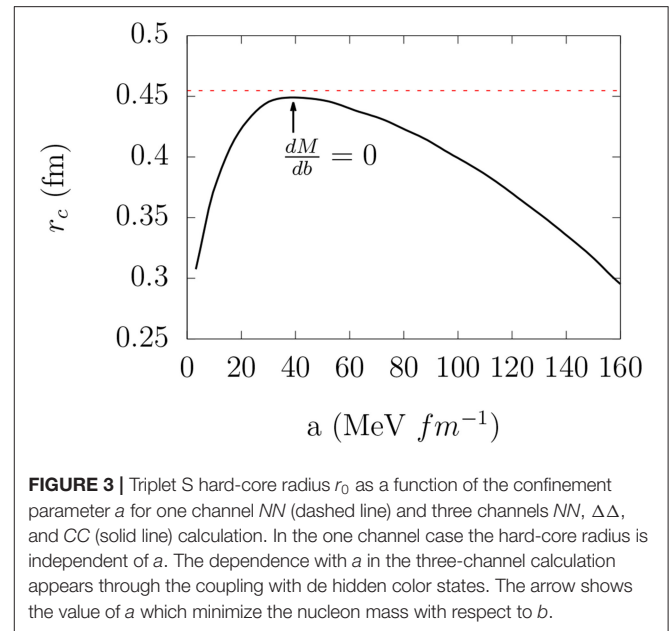 0.5
0.45
0.4
0.35
0.3
0.25
r_c (fm)
dM/db = 0
0 20 40 60 80 100 120 140 160
a (MeV fm⁻¹)
FIGURE 3 | Triplet S hard-core radius r₀ as a function of the confinement
parameter a for one channel NN (dashed line) and three channels NN, ΔΔ,
and CC (solid line) calculation. In the one channel case the hard-core radius is
independent of a. The dependence with a in the three-channel calculation
appears through the coupling with de hidden color states. The arrow shows
the value of a which minimize the nucleon mass with respect to b.